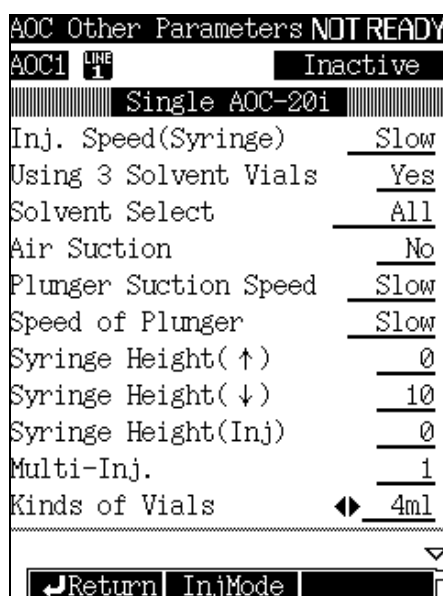 AOC Other Parameters NOT READY
AOC1 LINE 1 Inactive
Single AOC-20i
Inj. Speed(Syringe) Slow
Using 3 Solvent Vials Yes
Solvent Select All
Air Suction No
Plunger Suction Speed Slow
Speed of Plunger Slow
Syringe Height(↑) 0
Syringe Height(↓) 10
Syringe Height(Inj) 0
Multi-Inj. 1
Kinds of Vials 4ml
Return InjMode